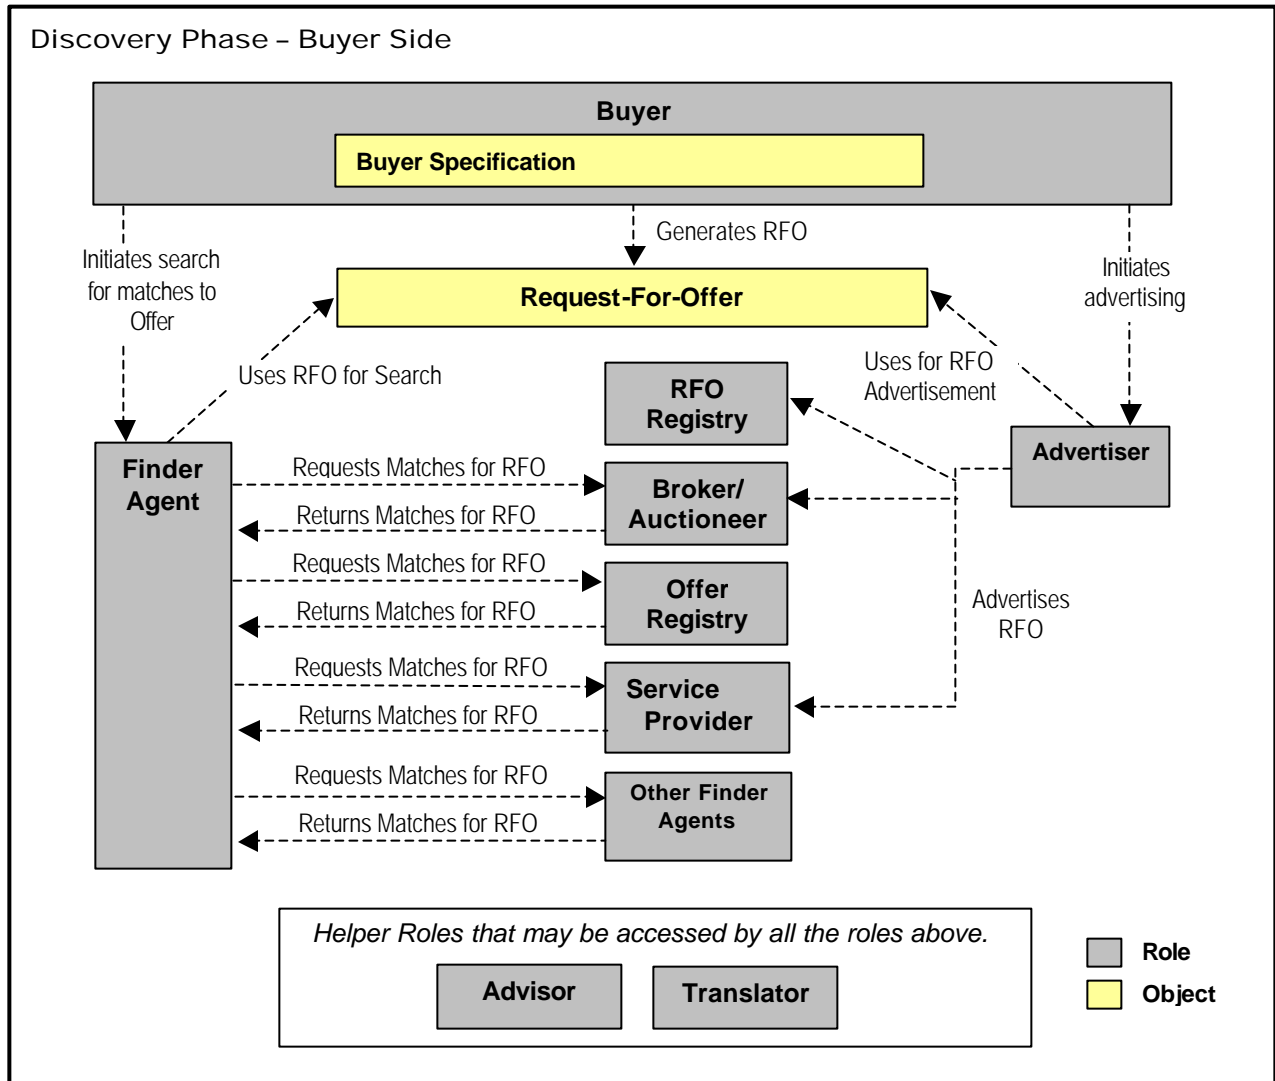 Discovery Phase – Buyer Side
Buyer
Buyer Specification
Generates RFO
Initiates search
for matches to
Offer
Initiates
advertising
Request-For-Offer
Uses RFO for Search
Uses for RFO
Advertisement
RFO
Registry
Finder
Agent
Advertiser
Requests Matches for RFO
Broker/
Auctioneer
Returns Matches for RFO
Requests Matches for RFO
Offer
Registry
Returns Matches for RFO
Advertises
RFO
Requests Matches for RFO
Service
Provider
Returns Matches for RFO
Requests Matches for RFO
Other Finder
Agents
Returns Matches for RFO
Helper Roles that may be accessed by all the roles above.
Advisor
Translator
Role
Object